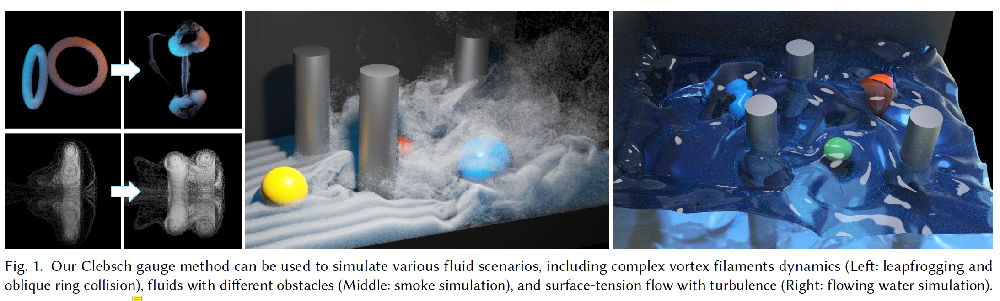 Fig. 1. Our Clebsch gauge method can be used to simulate various fluid scenarios, including complex vortex filaments dynamics (Left: leapfrogging and
oblique ring collision), fluids with different obstacles (Middle: smoke simulation), and surface-tension flow with turbulence (Right: flowing water simulation).